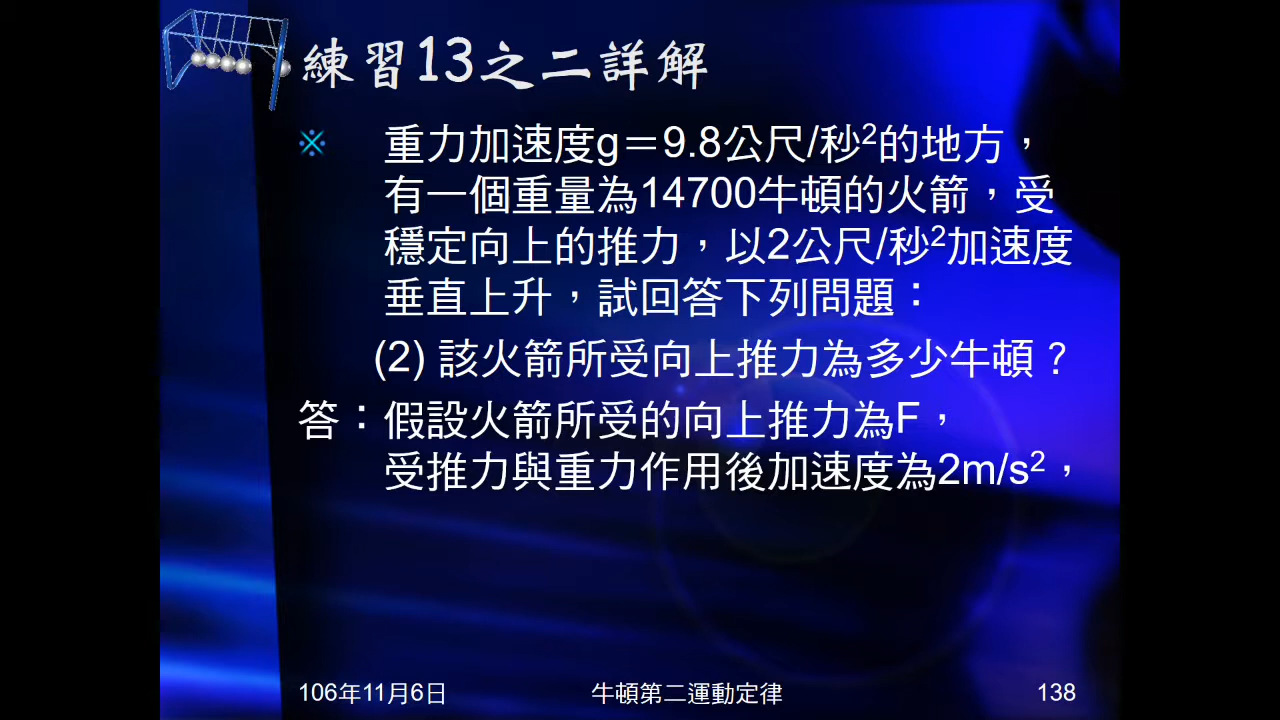 練習13之二詳解
※ 重力加速度g＝9.8公尺/秒²的地方，
有一個重量為14700牛頓的火箭，受
穩定向上的推力，以2公尺/秒²加速度
垂直上升，試回答下列問題：
(2) 該火箭所受向上推力為多少牛頓？
答：假設火箭所受的向上推力為F，
受推力與重力作用後加速度為2m/s²，
106年11月6日
牛頓第二運動定律
138